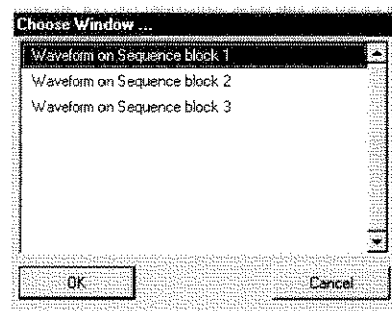 Choose Window ...
Waveform on Sequence block 1
Waveform on Sequence block 2
Waveform on Sequence block 3
OK
Cancel